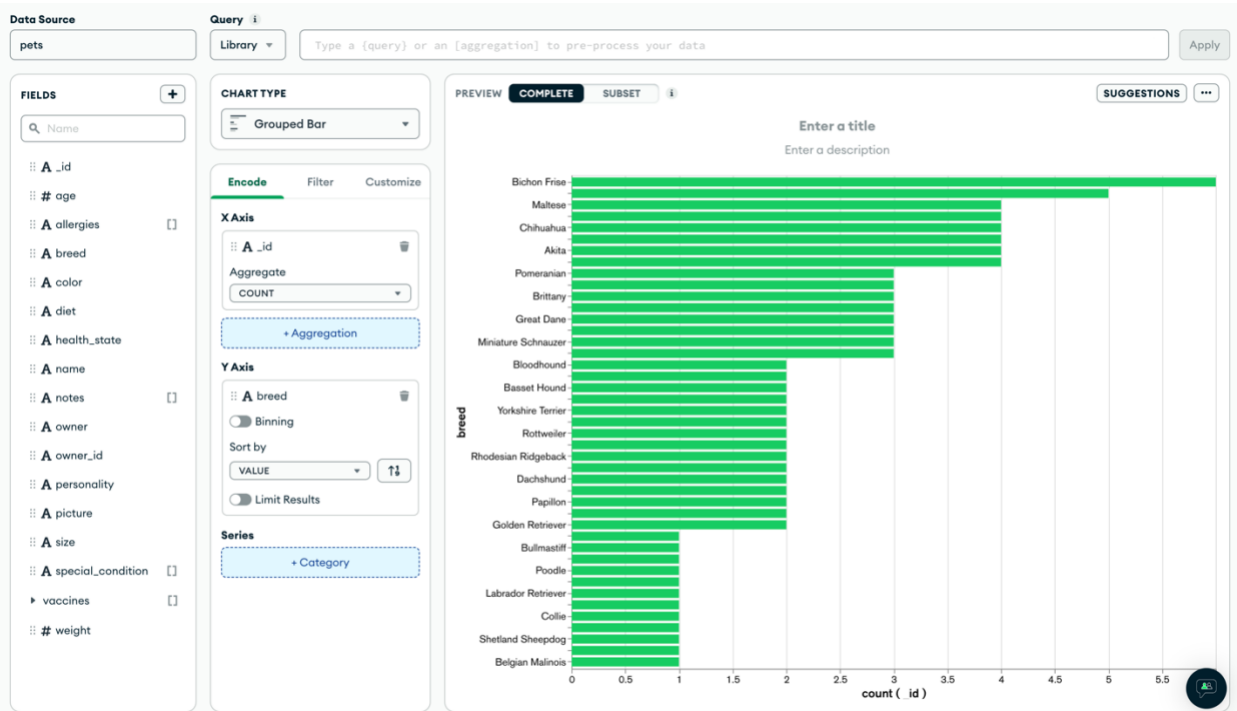 Data Source
pets
Query i
Library
Type a {query} or an [aggregation] to pre-process your data
Apply
FIELDS
+
Name
A _id
# age
A allergies []
A breed
A color
A diet
A health_state
A name
A notes []
A owner
A owner_id
A personality
A picture
A size
A special_condition []
vaccines []
# weight
CHART TYPE
Grouped Bar
Encode Filter Customize
X Axis
A _id
Aggregate
COUNT
+ Aggregation
Y Axis
A breed
Binning
Sort by
VALUE
Limit Results
Series
+ Category
PREVIEW COMPLETE SUBSET i
SUGGESTIONS ...
Enter a title
Enter a description
breed
Bichon Frise
Maltese
Chihuahua
Akita
Pomeranian
Brittany
Great Dane
Miniature Schnauzer
Bloodhound
Basset Hound
Yorkshire Terrier
Rottweiler
Rhodesian Ridgeback
Dachshund
Papillon
Golden Retriever
Bullmastiff
Poodle
Labrador Retriever
Collie
Shetland Sheepdog
Belgian Malinois
0 0.5 1 1.5 2 2.5 3 3.5 4 4.5 5 5.5
count ( _id )